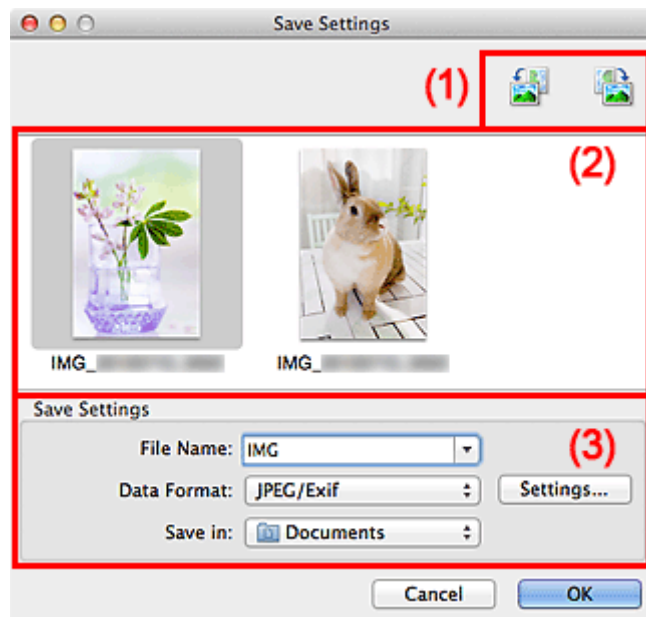 Save Settings
(1)
(2)
IMG_
IMG_
Save Settings
(3)
File Name: IMG
Data Format: JPEG/Exif Settings...
Save in: Documents
Cancel OK